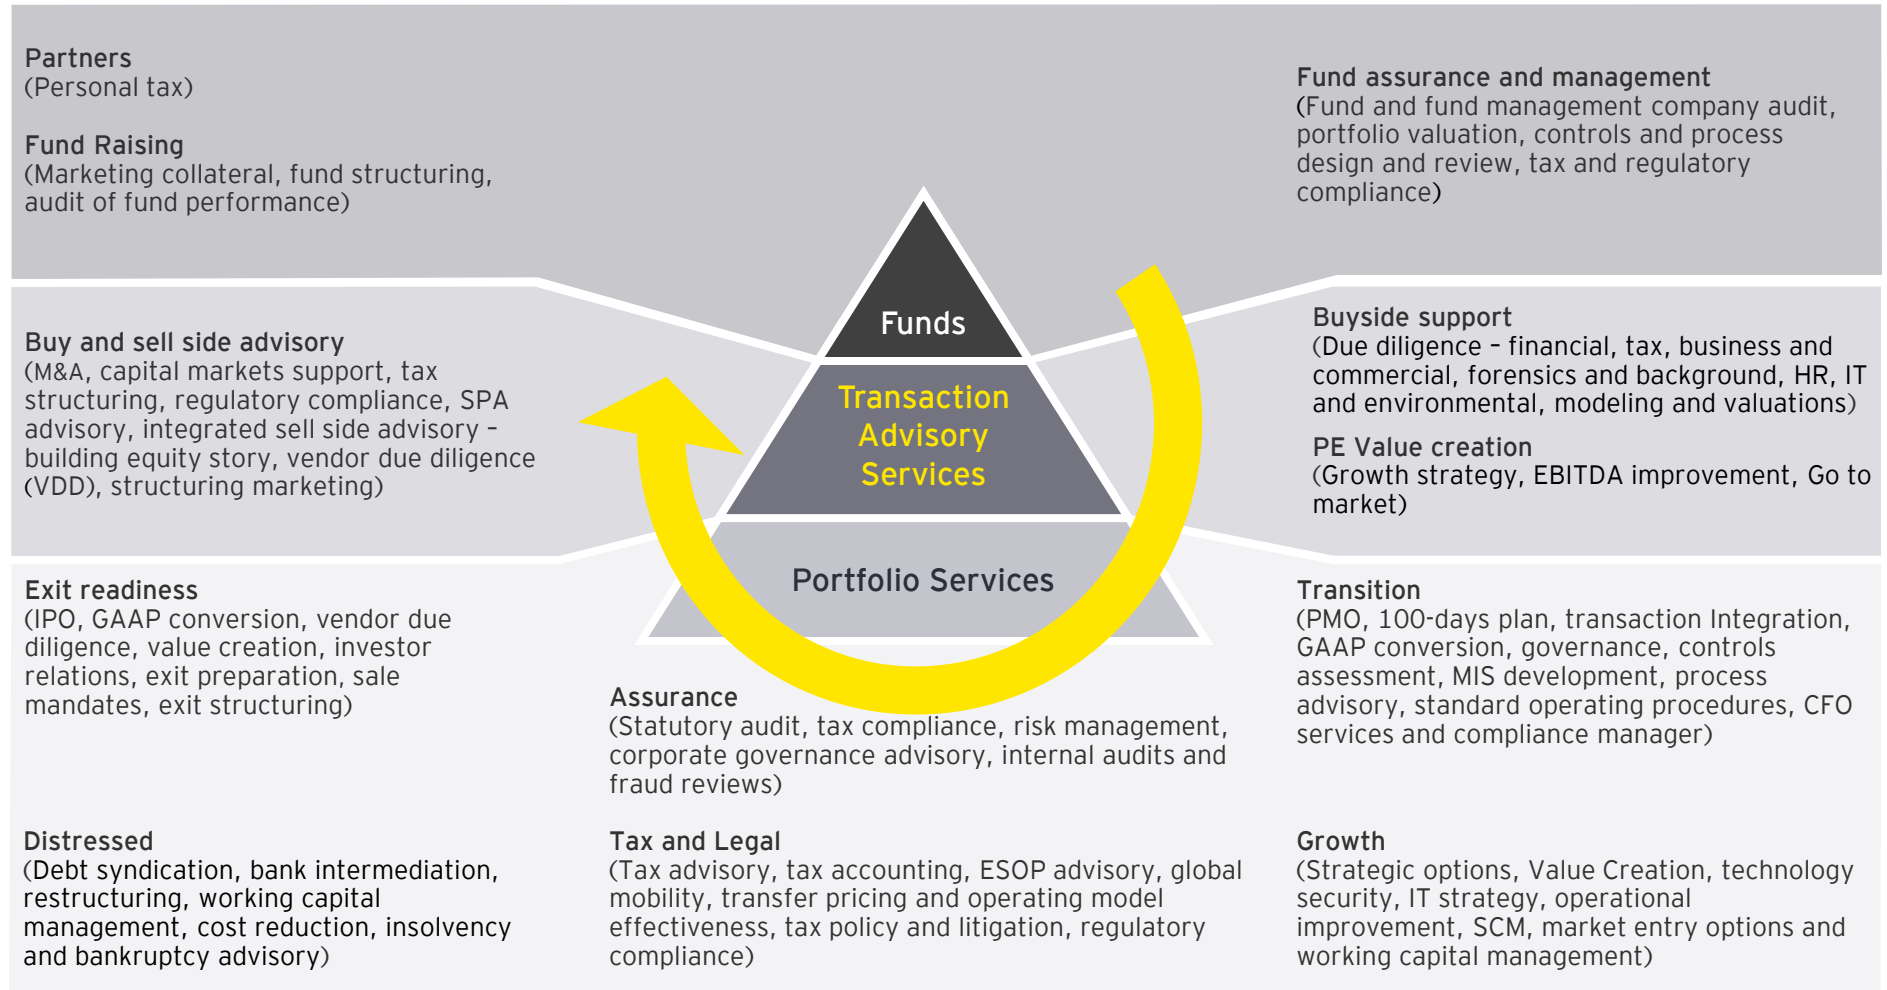 Partners
(Personal tax)
Fund Raising
(Marketing collateral, fund structuring,
audit of fund performance)
Fund assurance and management
(Fund and fund management company audit,
portfolio valuation, controls and process
design and review, tax and regulatory
compliance)
Funds
Buy and sell side advisory
(M&A, capital markets support, tax
structuring, regulatory compliance, SPA
advisory, integrated sell side advisory –
building equity story, vendor due diligence
(VDD), structuring marketing)
Transaction
Advisory
Services
Buyside support
(Due diligence – financial, tax, business and
commercial, forensics and background, HR, IT
and environmental, modeling and valuations)
PE Value creation
(Growth strategy, EBITDA improvement, Go to
market)
Portfolio Services
Exit readiness
(IPO, GAAP conversion, vendor due
diligence, value creation, investor
relations, exit preparation, sale
mandates, exit structuring)
Assurance
(Statutory audit, tax compliance, risk management,
corporate governance advisory, internal audits and
fraud reviews)
Transition
(PMO, 100-days plan, transaction Integration,
GAAP conversion, governance, controls
assessment, MIS development, process
advisory, standard operating procedures, CFO
services and compliance manager)
Distressed
(Debt syndication, bank intermediation,
restructuring, working capital
management, cost reduction, insolvency
and bankruptcy advisory)
Tax and Legal
(Tax advisory, tax accounting, ESOP advisory, global
mobility, transfer pricing and operating model
effectiveness, tax policy and litigation, regulatory
compliance)
Growth
(Strategic options, Value Creation, technology
security, IT strategy, operational
improvement, SCM, market entry options and
working capital management)